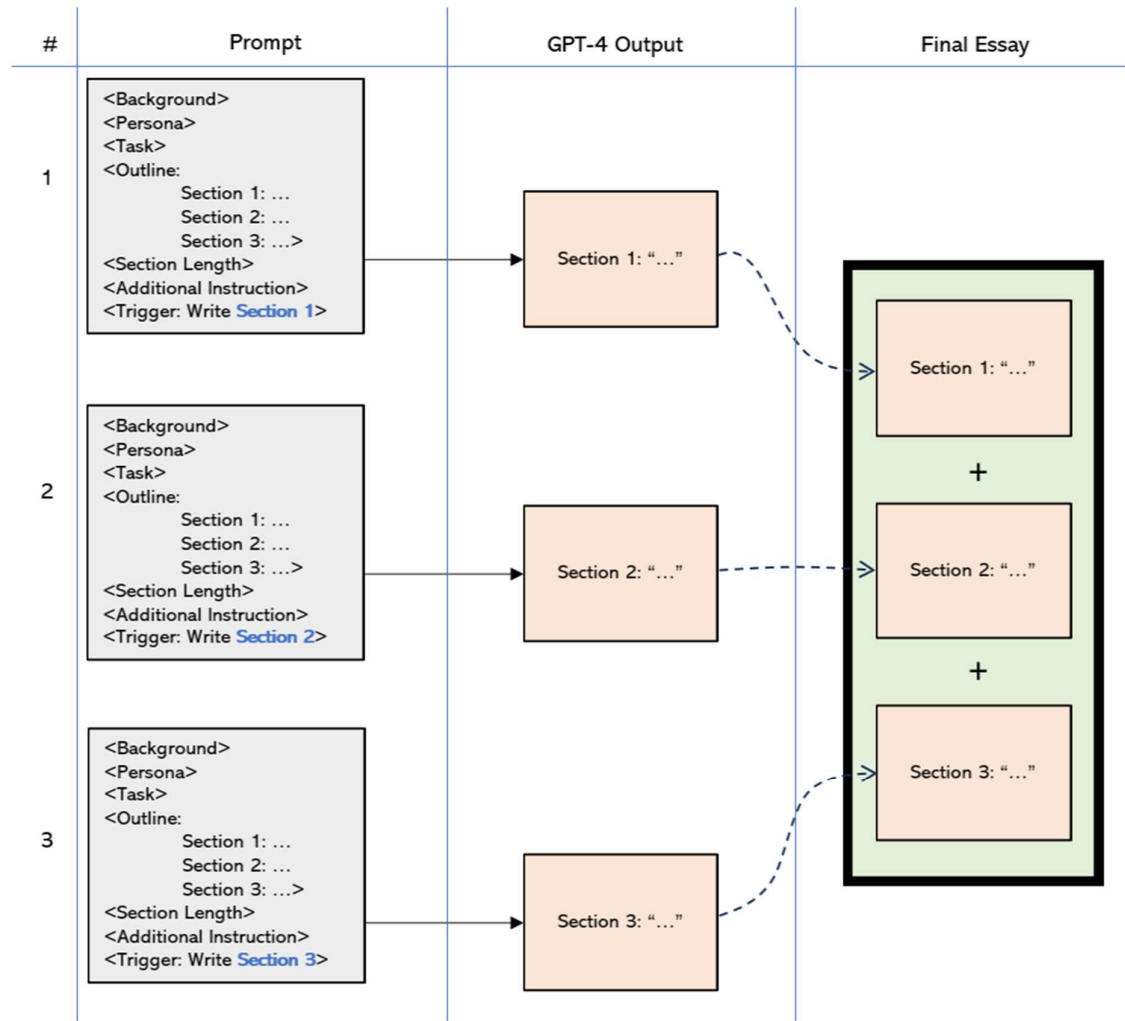 # Prompt GPT-4 Output Final Essay
1
<Background>
<Persona>
<Task>
<Outline:
Section 1: …
Section 2: …
Section 3: …>
<Section Length>
<Additional Instruction>
<Trigger: Write Section 1>
Section 1: “…”
2
<Background>
<Persona>
<Task>
<Outline:
Section 1: …
Section 2: …
Section 3: …>
<Section Length>
<Additional Instruction>
<Trigger: Write Section 2>
Section 2: “…”
3
<Background>
<Persona>
<Task>
<Outline:
Section 1: …
Section 2: …
Section 3: …>
<Section Length>
<Additional Instruction>
<Trigger: Write Section 3>
Section 3: “…”
Section 1: “…”
+
Section 2: “…”
+
Section 3: “…”